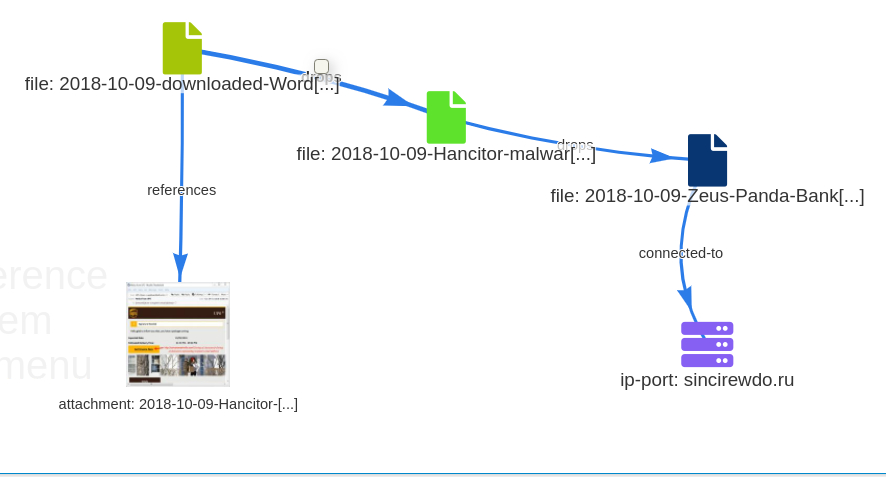 file: 2018-10-09-downloaded-Word[...]
drops
file: 2018-10-09-Hancitor-malwar[...]
drops
file: 2018-10-09-Zeus-Panda-Bank[...]
references
connected-to
erence
em
menu
ip-port: sincirewdo.ru
attachment: 2018-10-09-Hancitor-[...]